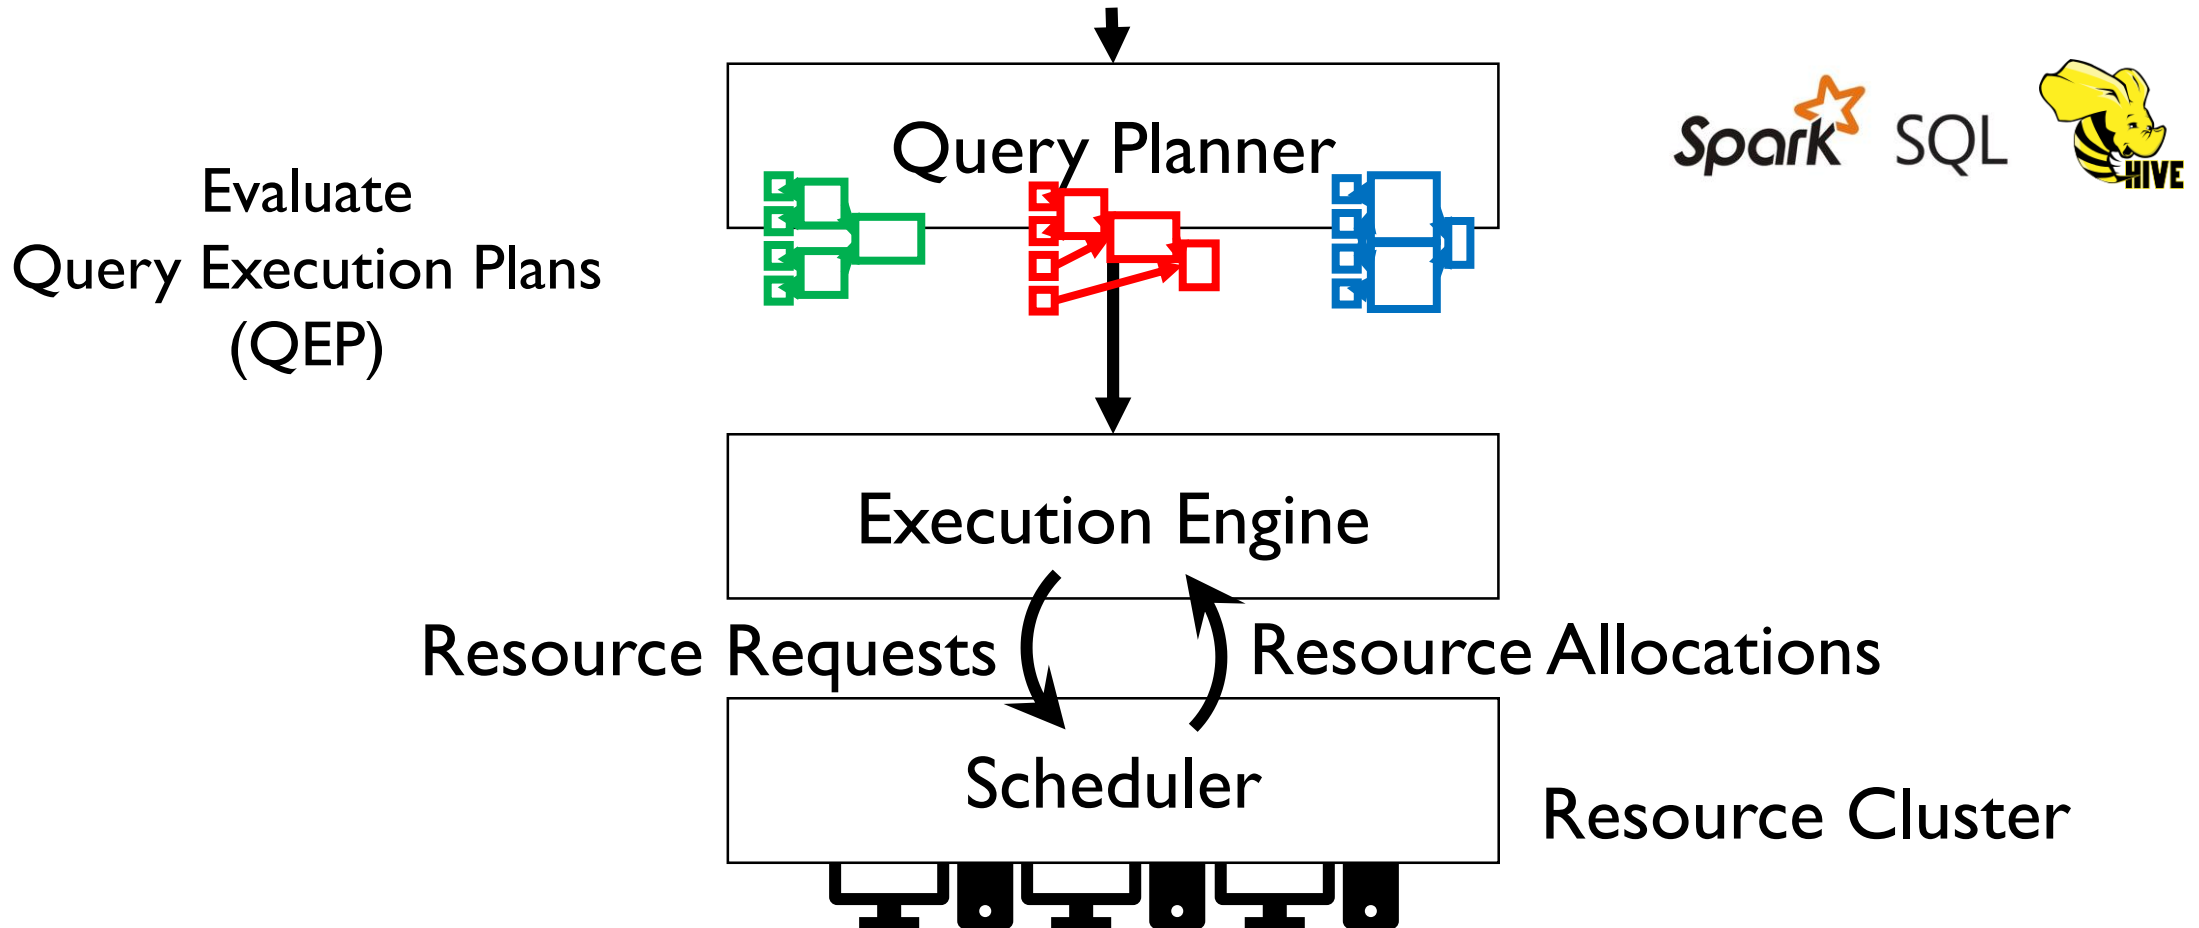 Query Planner
Spark SQL
HIVE
Evaluate
Query Execution Plans
(QEP)
Execution Engine
Resource Requests
Resource Allocations
Scheduler
Resource Cluster